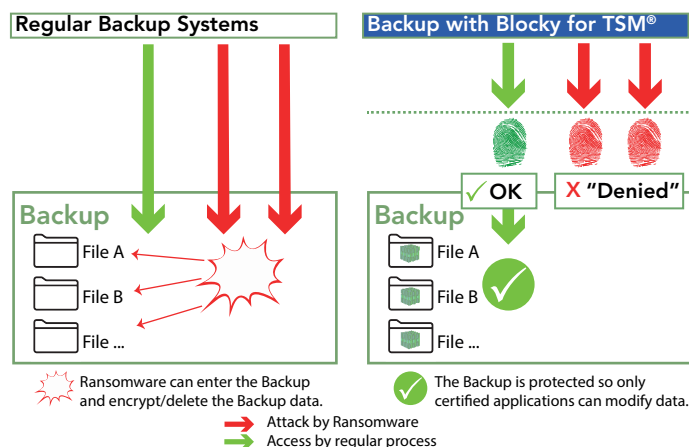 Regular Backup Systems
Backup with Blocky for TSM®
✓ OK
X "Denied"
Backup
File A
File B
File ...
Backup
File A
File B
File ...
Ransomware can enter the Backup
and encrypt/delete the Backup data.
The Backup is protected so only
certified applications can modify data.
Attack by Ransomware
Access by regular process